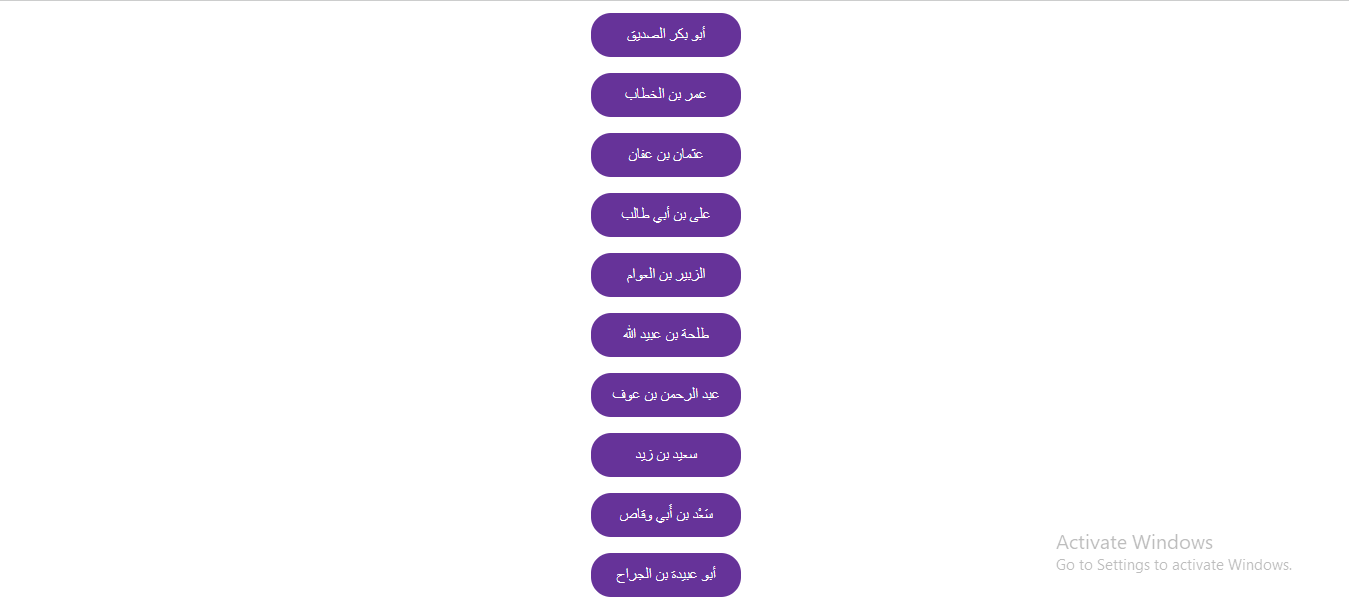 أبو بكر الصديق
عمر بن الخطاب
عثمان بن عفان
على بن أبي طالب
الزبير بن العوام
طلحة بن عبيد الله
عبد الرحمن بن عوف
سعيد بن زيد
سَعْد بن أَبي وقاص
أبو عبيدة بن الجراح
Activate Windows
Go to Settings to activate Windows.